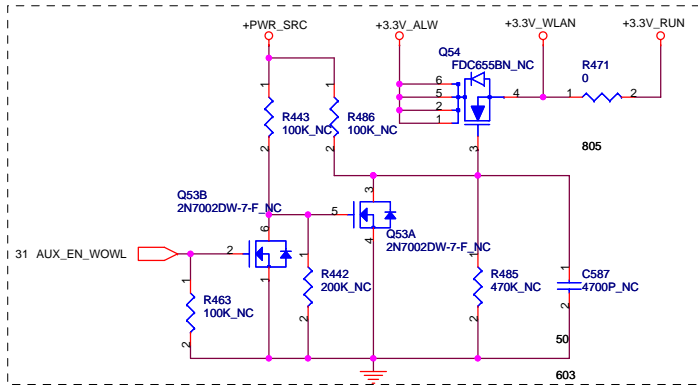 +PWR_SRC
+3.3V_ALW
+3.3V_WLAN
+3.3V_RUN
Q54
FDC655BN_NC
R471
0
6
5
2
1
4
1
2
3
805
1
R443
100K_NC
2
1
R486
100K_NC
2
Q53B
2N7002DW-7-F_NC
6
5
3
4
Q53A
2N7002DW-7-F_NC
31 AUX_EN_WOWL
2
1
1
R463
100K_NC
2
1
R442
200K_NC
2
1
R485
470K_NC
2
1
C587
4700P_NC
2
50
603